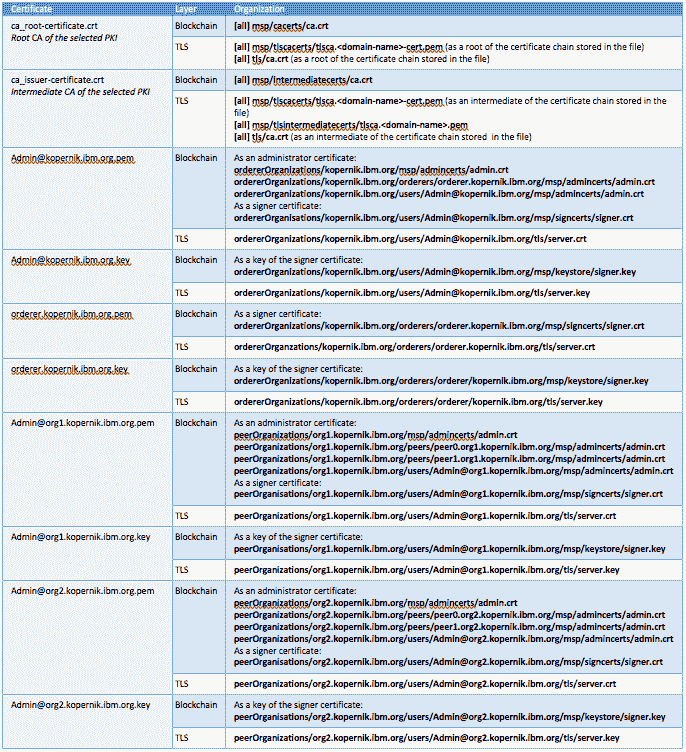 Certificate Layer Organization
ca_root-certificate.crt Blockchain [all] msp/cacerts/ca.crt
Root CA of the selected PKI
TLS [all] msp/tlscacerts/tlsca.<domain-name>-cert.pem (as a root of the certificate chain stored in the file)
[all] tls/ca.crt (as a root of the certificate chain stored in the file)
ca_issuer-certificate.crt Blockchain [all] msp/intermediatecerts/ca.crt
Intermediate CA of the selected PKI
TLS [all] msp/tlscacerts/tlsca.<domain-name>-cert.pem (as an intermediate of the certificate chain stored in the
file)
[all] msp/tlsintermediatecerts/tlsca.<domain-name>.pem
[all] tls/ca.crt (as an intermediate of the certificate chain stored in the file)
Admin@kopernik.ibm.org.pem Blockchain As an administrator certificate:
ordererOrganizations/kopernik.ibm.org/msp/admincerts/admin.crt
ordererOrganizations/kopernik.ibm.org/orderers/orderer.kopernik.ibm.org/msp/admincerts/admin.crt
ordererOrganizations/kopernik.ibm.org/users/Admin@kopernik.ibm.org/msp/admincerts/admin.crt
As a signer certificate:
ordererOrganizations/kopernik.ibm.org/users/Admin@kopernik.ibm.org/msp/signcerts/signer.crt
TLS ordererOrganizations/kopernik.ibm.org/users/Admin@kopernik.ibm.org/tls/server.crt
Admin@kopernik.ibm.org.key Blockchain As a key of the signer certificate:
ordererOrganizations/kopernik.ibm.org/users/Admin@kopernik.ibm.org/msp/keystore/signer.key
TLS ordererOrganizations/kopernik.ibm.org/users/Admin@kopernik.ibm.org/tls/server.key
orderer.kopernik.ibm.org.pem Blockchain As a signer certificate:
ordererOrganizations/kopernik.ibm.org/orderers/orderer.kopernik.ibm.org/msp/signcerts/signer.crt
TLS ordererOrganzations/kopernik.ibm.org/orderers/orderer.kopernik.ibm.org/tls/server.crt
orderer.kopernik.ibm.org.key Blockchain As a key of the signer certificate:
ordererOrganizations/kopernik.ibm.org/orderers/orderer/kopernik.ibm.org/msp/keystore/signer.key
TLS ordererOrganizations/kopernik.ibm.org/orderers/orderer/kopernik.ibm.org/tls/server.key
Admin@org1.kopernik.ibm.org.pem Blockchain As an administrator certificate:
peerOrganizations/org1.kopernik.ibm.org/msp/admincerts/admin.crt
peerOrganizations/org1.kopernik.ibm.org/peers/peer0.org1.kopernik.ibm.org/msp/admincerts/admin.crt
peerOrganizations/org1.kopernik.ibm.org/peers/peer1.org1.kopernik.ibm.org/msp/admincerts/admin.crt
peerOrganizations/org1.kopernik.ibm.org/users/Admin@org1.kopernik.ibm.org/msp/admincerts/admin.crt
As a signer certificate:
peerOrganisations/org1.kopernik.ibm.org/users/Admin@org1.kopernik.ibm.org/msp/signcerts/signer.crt
TLS peerOrganizations/org1.kopernik.ibm.org/users/Admin@org1.kopernik.ibm.org/tls/server.crt
Admin@org1.kopernik.ibm.org.key Blockchain As a key of the signer certificate:
peerOrganisations/org1.kopernik.ibm.org/users/Admin@org1.kopernik.ibm.org/msp/keystore/signer.key
TLS peerOrganizations/org1.kopernik.ibm.org/users/Admin@org1.kopernik.ibm.org/tls/server.key
Admin@org2.kopernik.ibm.org.pem Blockchain As an administrator certificate:
peerOrganizations/org2.kopernik.ibm.org/msp/admincerts/admin.crt
peerOrganizations/org2.kopernik.ibm.org/peers/peer0.org2.kopernik.ibm.org/msp/admincerts/admin.crt
peerOrganizations/org2.kopernik.ibm.org/peers/peer1.org2.kopernik.ibm.org/msp/admincerts/admin.crt
peerOrganizations/org2.kopernik.ibm.org/users/Admin@org2.kopernik.ibm.org/msp/admincerts/admin.crt
As a signer certificate:
peerOrganisations/org2.kopernik.ibm.org/users/Admin@org2.kopernik.ibm.org/msp/signcerts/signer.crt
TLS peerOrganizations/org2.kopernik.ibm.org/users/Admin@org2.kopernik.ibm.org/tls/server.crt
Admin@org2.kopernik.ibm.org.key Blockchain As a key of the signer certificate:
peerOrganisations/org2.kopernik.ibm.org/users/Admin@org2.kopernik.ibm.org/msp/keystore/signer.key
TLS peerOrganizations/org2.kopernik.ibm.org/users/Admin@org2.kopernik.ibm.org/tls/server.key